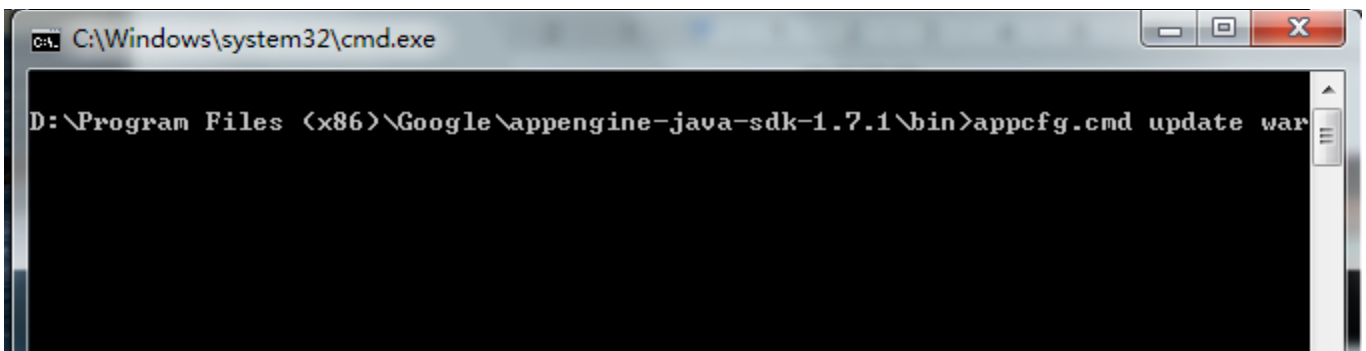 C:\Windows\system32\cmd.exe
D:\Program Files (x86)\Google\appengine-java-sdk-1.7.1\bin>appcfg.cmd update war